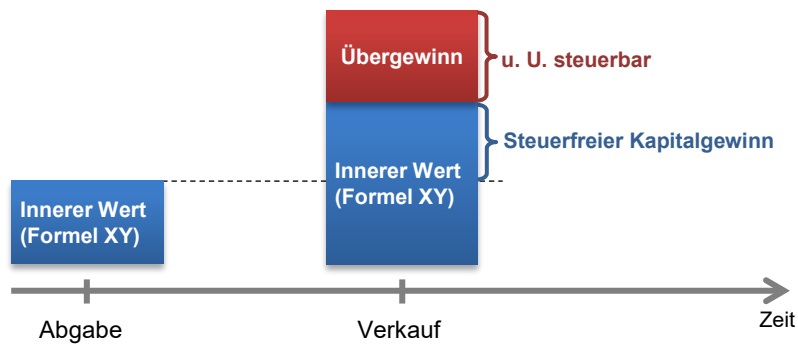 Übergewinn
u. U. steuerbar
Steuerfreier Kapitalgewinn
Innerer Wert
(Formel XY)
Innerer Wert
(Formel XY)
Abgabe
Verkauf
Zeit